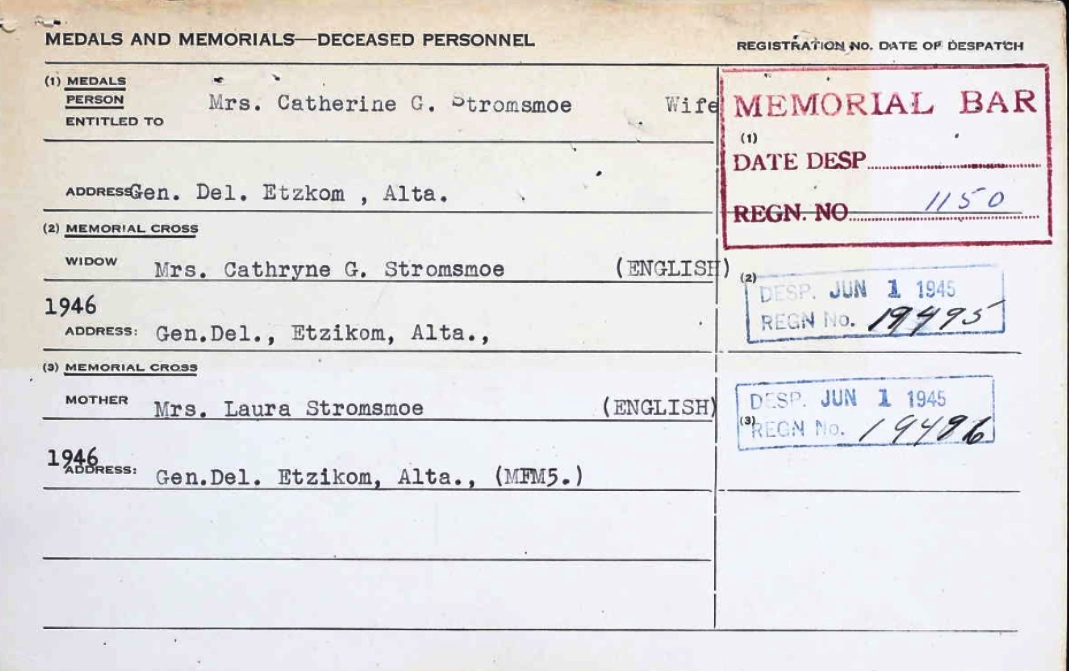 MEDALS AND MEMORIALS—DECEASED PERSONNEL
REGISTRATION NO. DATE OF DESPATCH
(1) MEDALS
PERSON
ENTITLED TO
Mrs. Catherine G. Stromsmoe Wife
MEMORIAL BAR
(1)
DATE DESP.
REGN. NO 1150
ADDRESS Gen. Del. Etzkom , Alta.
(2) MEMORIAL CROSS
WIDOW Mrs. Cathryne G. Stromsmoe (ENGLISH)
(2)
DESP. JUN 1 1945
REGN No. 19495
1946
ADDRESS: Gen.Del., Etzikom, Alta.,
(3) MEMORIAL CROSS
MOTHER Mrs. Laura Stromsmoe (ENGLISH)
DESP. JUN 1 1945
(3)
REGN No. 19496
1946
ADDRESS: Gen.Del. Etzikom, Alta., (MFM5.)